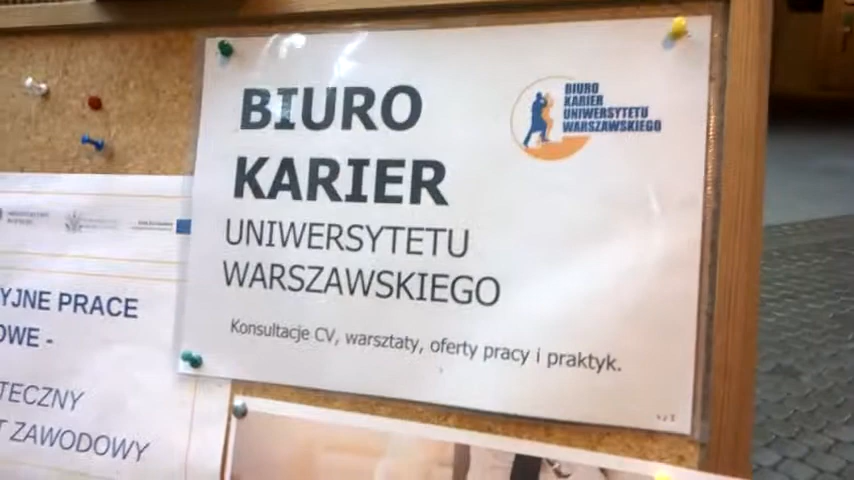 BIURO
KARIER
UNIWERSYTETU
WARSZAWSKIEGO
Konsultacje CV, warsztaty, oferty pracy i praktyk.
BIURO
KARIER
UNIWERSYTETU
WARSZAWSKIEGO
YJNE PRACE
OWE -
TECZNY
T ZAWODOWY